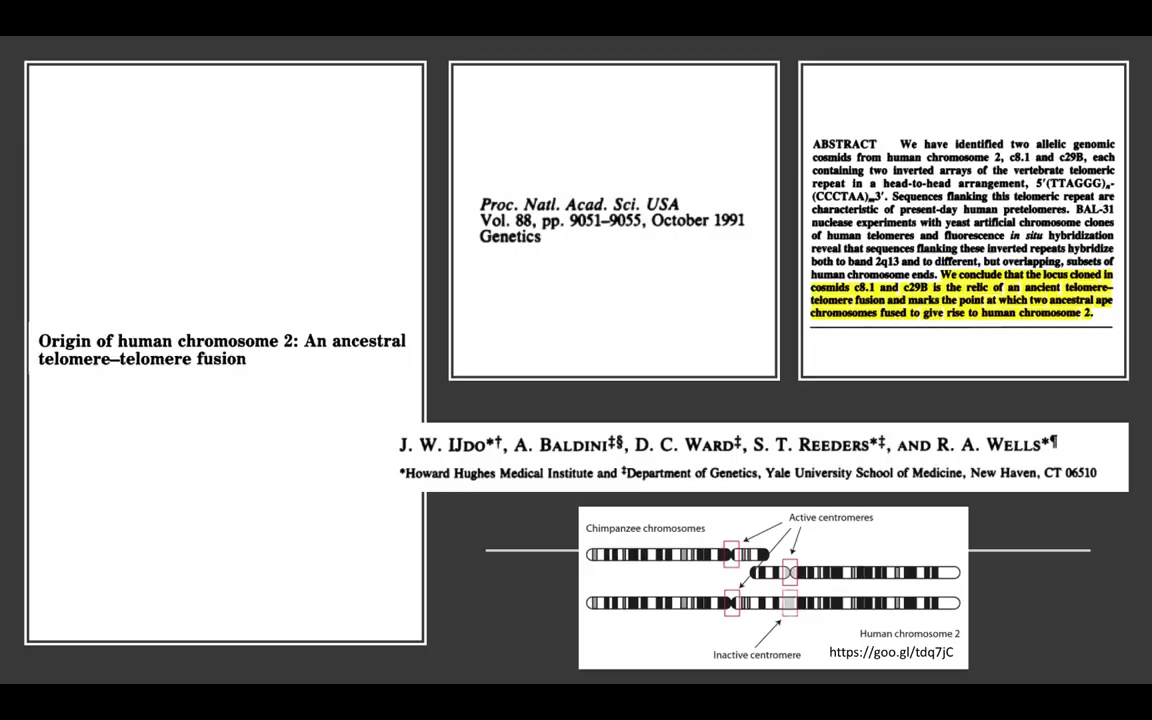 Origin of human chromosome 2: An ancestral
telomere–telomere fusion
Proc. Natl. Acad. Sci. USA
Vol. 88, pp. 9051–9055, October 1991
Genetics
ABSTRACT We have identified two allelic genomic
cosmids from human chromosome 2, c8.1 and c29B, each
containing two inverted arrays of the vertebrate telomeric
repeat in a head-to-head arrangement, 5′(TTAGGG)ₙ-
(CCCTAA)ₘ3′. Sequences flanking this telomeric repeat are
characteristic of present-day human pretelomeres. BAL-31
nuclease experiments with yeast artificial chromosome clones
of human telomeres and fluorescence in situ hybridization
reveal that sequences flanking these inverted repeats hybridize
both to band 2q13 and to different, but overlapping, subsets of
human chromosome ends. We conclude that the locus cloned in
cosmids c8.1 and c29B is the relic of an ancient telomere–
telomere fusion and marks the point at which two ancestral ape
chromosomes fused to give rise to human chromosome 2.
J. W. IJdo*†, A. Baldini‡§, D. C. Ward‡, S. T. Reeders*‡, and R. A. Wells*¶
*Howard Hughes Medical Institute and ‡Department of Genetics, Yale University School of Medicine, New Haven, CT 06510
Active centromeres
Chimpanzee chromosomes
Human chromosome 2
Inactive centromere
https://goo.gl/tdq7jC